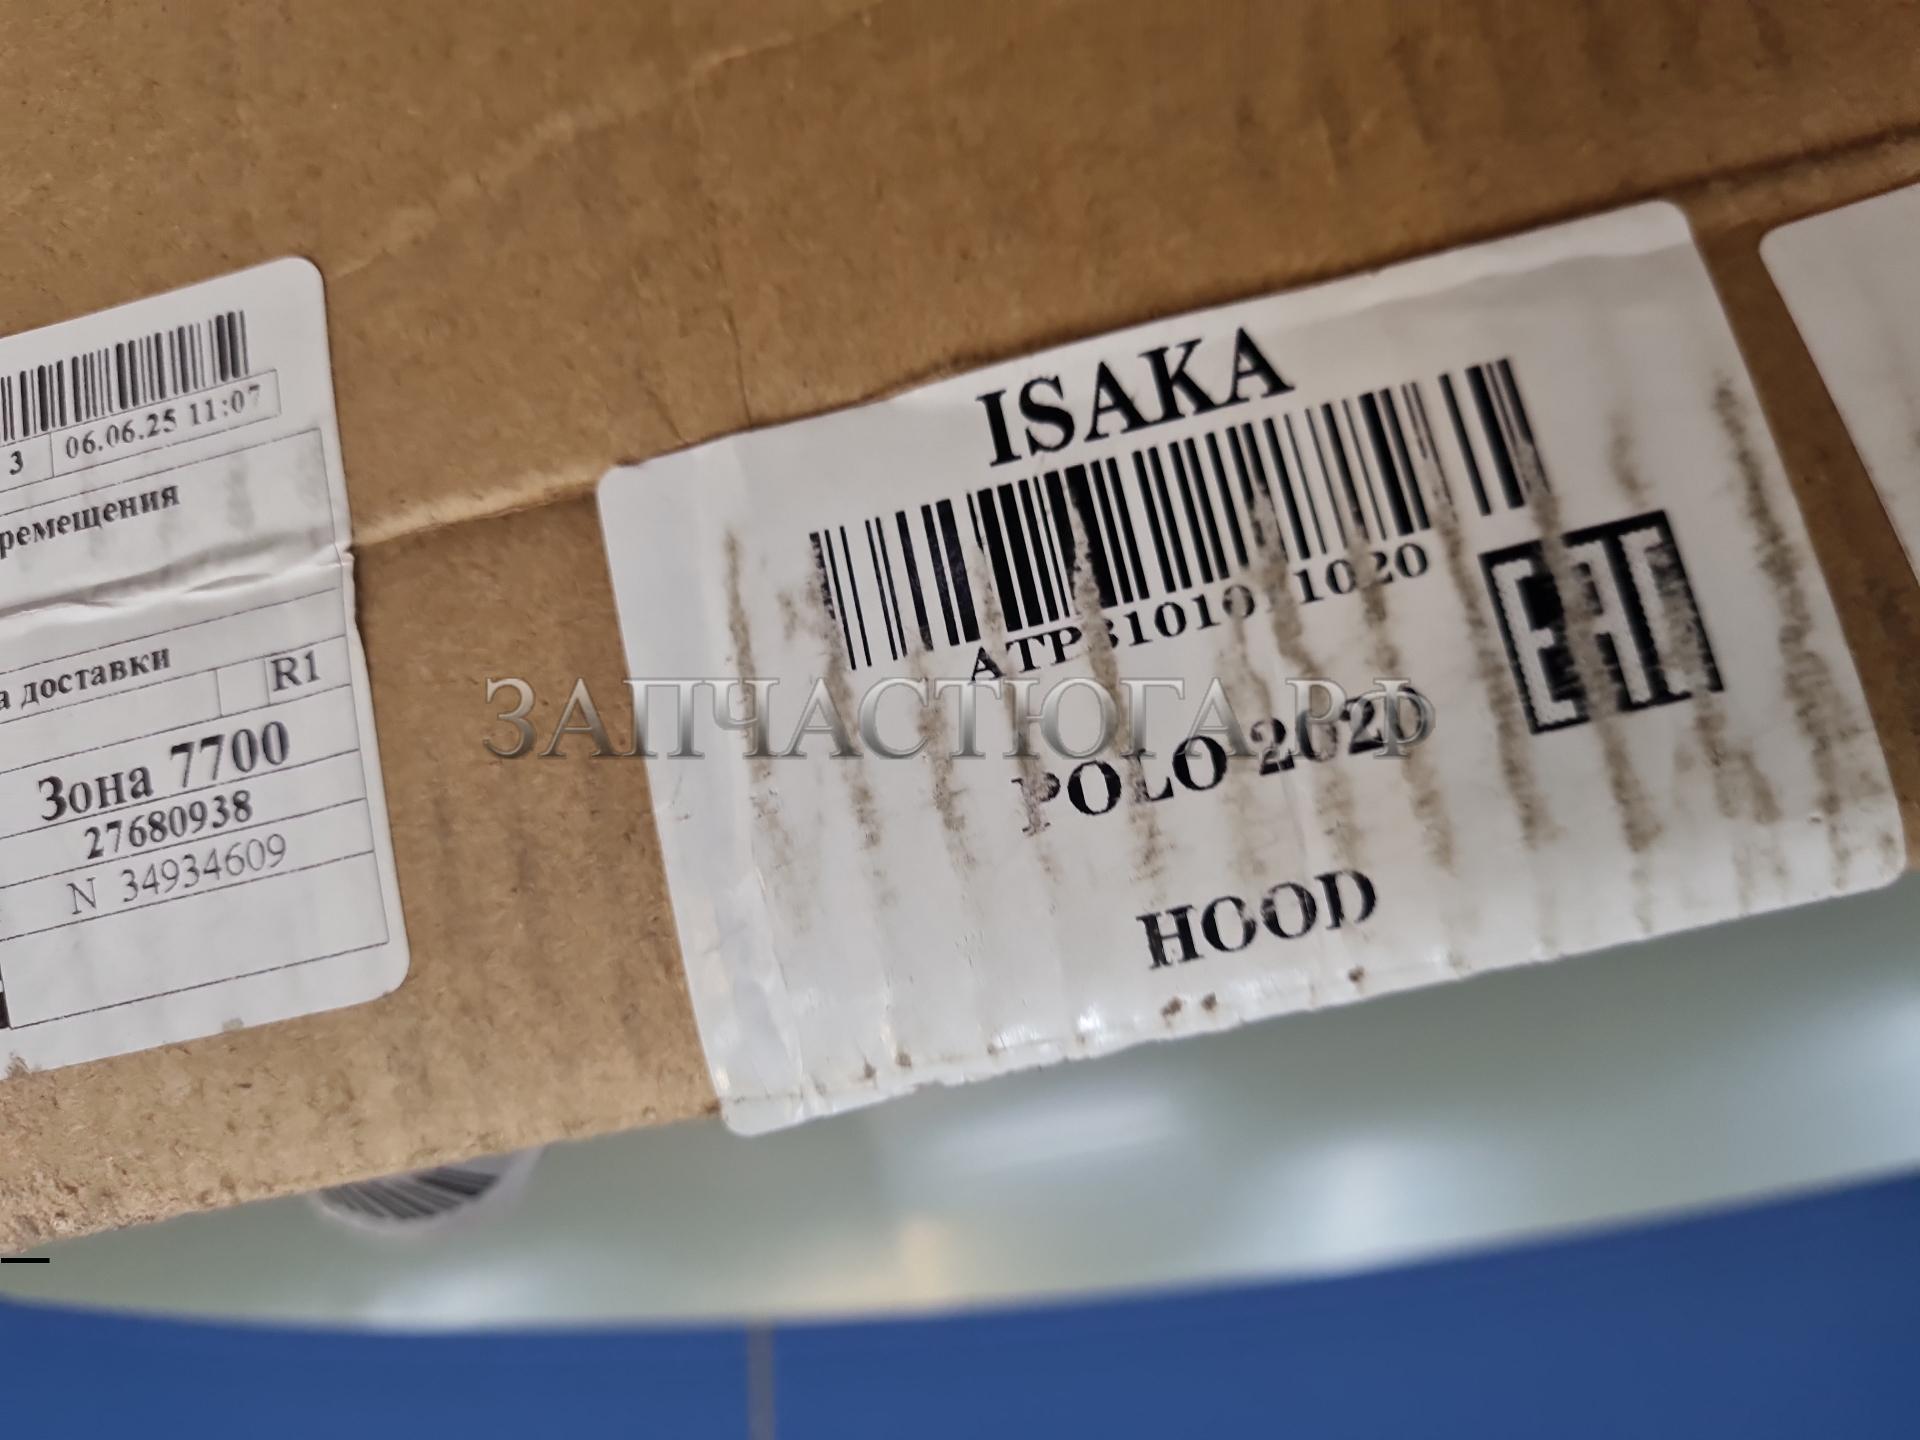 3 06.06.25 11:07
ремещения
а доставки
R1
Зона 7700
27680938
N 34934609
ISAKA
EAC
ЗАПЧАСТЮГА.РФ
POLO 2020
HOOD